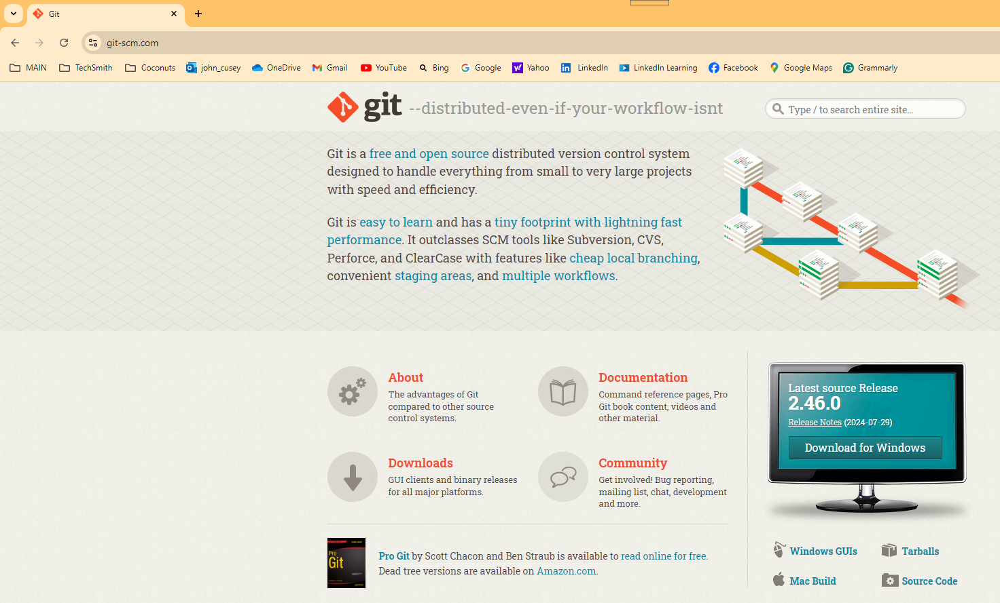 Git
git-scm.com
MAIN TechSmith Coconuts john_cusey OneDrive Gmail YouTube Bing Google Yahoo LinkedIn LinkedIn Learning Facebook Google Maps Grammarly
git --distributed-even-if-your-workflow-isnt
Type / to search entire site...
Git is a free and open source distributed version control system
designed to handle everything from small to very large projects
with speed and efficiency.
Git is easy to learn and has a tiny footprint with lightning fast
performance. It outclasses SCM tools like Subversion, CVS,
Perforce, and ClearCase with features like cheap local branching,
convenient staging areas, and multiple workflows.
About
The advantages of Git
compared to other source
control systems.
Documentation
Command reference pages, Pro
Git book content, videos and
other material.
Downloads
GUI clients and binary releases
for all major platforms.
Community
Get involved! Bug reporting,
mailing list, chat, development
and more.
Pro
Git
Pro Git by Scott Chacon and Ben Straub is available to read online for free.
Dead tree versions are available on Amazon.com.
Latest source Release
2.46.0
Release Notes (2024-07-29)
Download for Windows
Windows GUIs
Tarballs
Mac Build
Source Code